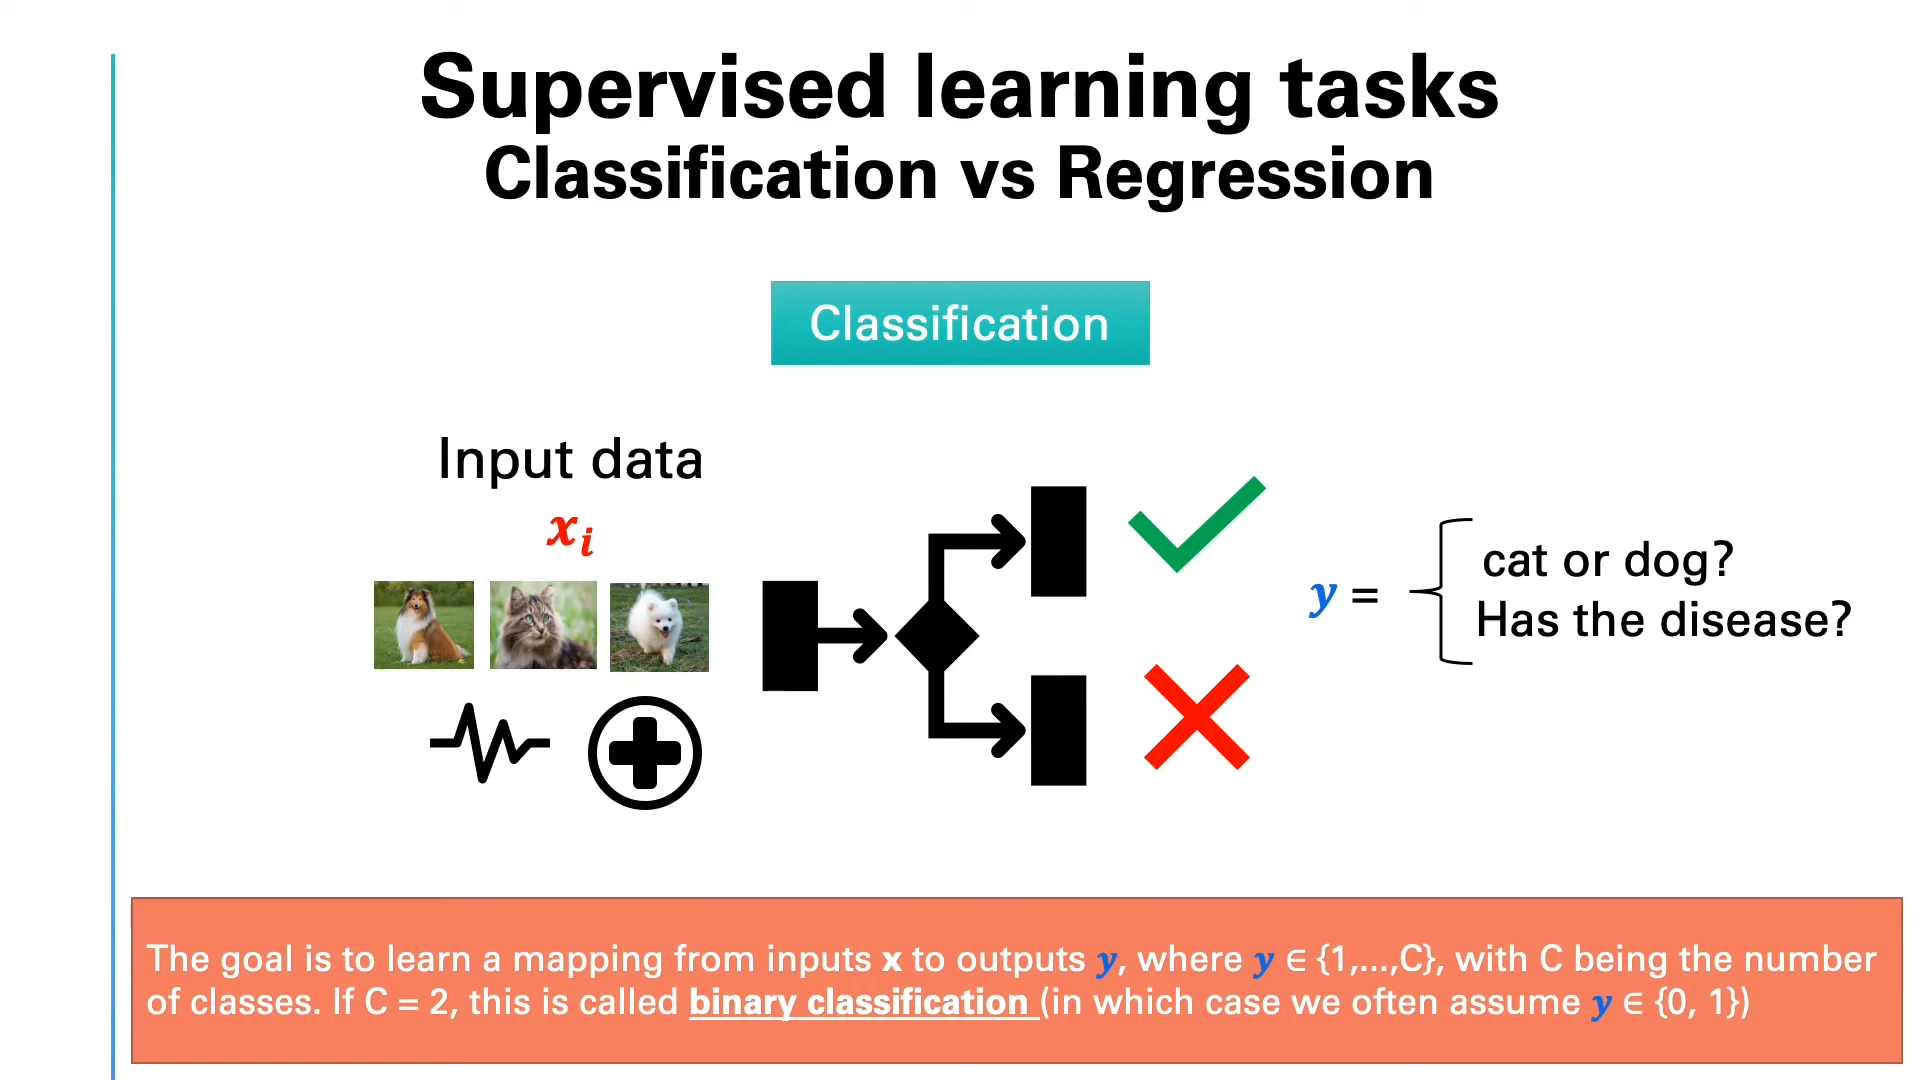 Supervised learning tasks
Classification vs Regression
Classification
Input data
xᵢ
y =
cat or dog?
Has the disease?
The goal is to learn a mapping from inputs x to outputs y, where y ∈ {1,...,C}, with C being the number
of classes. If C = 2, this is called binary classification (in which case we often assume y ∈ {0, 1})